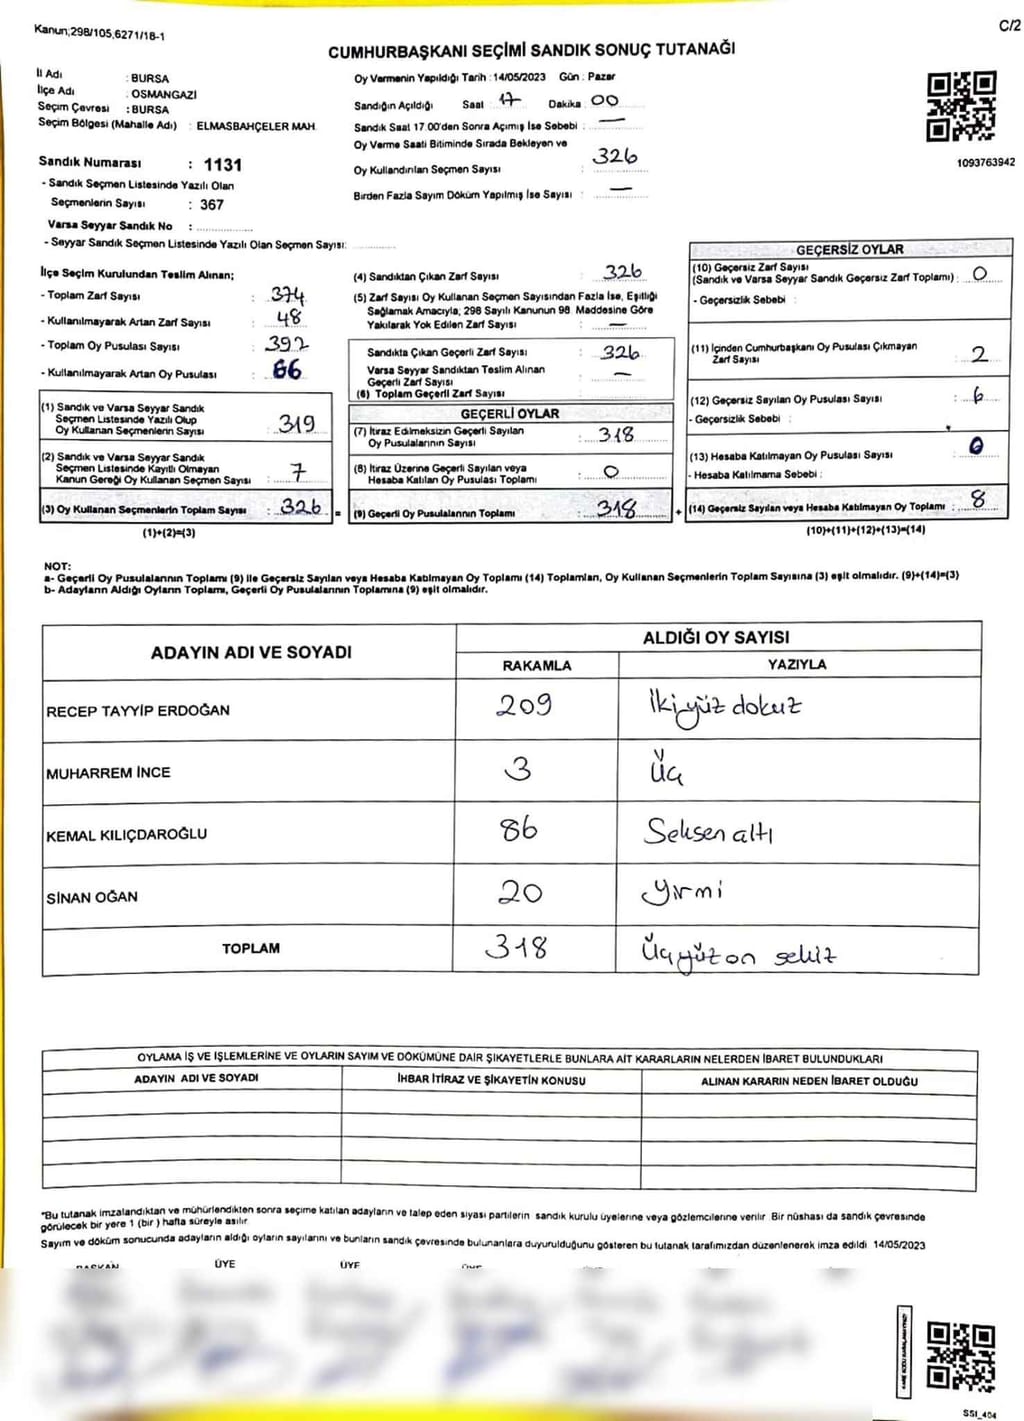 Kanun;298/105,6271/18-1
C/2
CUMHURBAŞKANI SEÇİMİ SANDIK SONUÇ TUTANAĞI
İl Adı : BURSA
İlçe Adı : OSMANGAZİ
Seçim Çevresi : BURSA
Seçim Bölgesi (Mahalle Adı) : ELMASBAHÇELER MAH.
Sandık Numarası : 1131
- Sandık Seçmen Listesinde Yazılı Olan
Seçmenlerin Sayısı : 367
Varsa Seyyar Sandık No :
- Seyyar Sandık Seçmen Listesinde Yazılı Olan Seçmen Sayısı:
Oy Vermenin Yapıldığı Tarih : 14/05/2023 Gün : Pazar
Sandığın Açıldığı Saat 17 Dakika 00
Sandık Saat 17.00'den Sonra Açımış İse Sebebi : —
Oy Verme Saati Bitiminde Sırada Bekleyen ve
Oy Kullandırılan Seçmen Sayısı : 326
Birden Fazla Sayım Döküm Yapılmış İse Sayısı : —
1093763942
İlçe Seçim Kurulundan Teslim Alınan;
- Toplam Zarf Sayısı : 374
- Kullanılmayarak Artan Zarf Sayısı : 48
- Toplam Oy Pusulası Sayısı : 392
- Kullanılmayarak Artan Oy Pusulası : 66
(1) Sandık ve Varsa Seyyar Sandık
Seçmen Listesinde Yazılı Olup
Oy Kullanan Seçmenlerin Sayısı : 319
(2) Sandık ve Varsa Seyyar Sandık
Seçmen Listesinde Kayıtlı Olmayan
Kanun Gereği Oy Kullanan Seçmen Sayısı : 7
(3) Oy Kullanan Seçmenlerin Toplam Sayısı : 326 =
(1)+(2)=(3)
(4) Sandıktan Çıkan Zarf Sayısı : 326
(5) Zarf Sayısı Oy Kullanan Seçmen Sayısından Fazla İse, Eşitliği
Sağlamak Amacıyla; 298 Sayılı Kanunun 98. Maddesine Göre
Yakılarak Yok Edilen Zarf Sayısı : —
Sandıkta Çıkan Geçerli Zarf Sayısı : 326
Varsa Seyyar Sandıktan Teslim Alınan
Geçerli Zarf Sayısı : —
(6) Toplam Geçerli Zarf Sayısı :
GEÇERLİ OYLAR
(7) İtiraz Edilmeksizin Geçerli Sayılan
Oy Pusulalarının Sayısı : 318
(8) İtiraz Üzerine Geçerli Sayılan veya
Hesaba Katılan Oy Pusulası Toplamı : 0
(9) Geçerli Oy Pusulalarının Toplamı : 318 +
GEÇERSİZ OYLAR
(10) Geçersiz Zarf Sayısı
(Sandık ve Varsa Seyyar Sandık Geçersiz Zarf Toplamı) : 0
- Geçersizlik Sebebi :
(11) İçinden Cumhurbaşkanı Oy Pusulası Çıkmayan
Zarf Sayısı : 2
(12) Geçersiz Sayılan Oy Pusulası Sayısı : 6
- Geçersizlik Sebebi :
(13) Hesaba Katılmayan Oy Pusulası Sayısı : 0
- Hesaba Katılmama Sebebi :
(14) Geçersiz Sayılan veya Hesaba Katılmayan Oy Toplamı : 8
(10)+(11)+(12)+(13)=(14)
NOT:
a- Geçerli Oy Pusulalarının Toplamı (9) ile Geçersiz Sayılan veya Hesaba Katılmayan Oy Toplamı (14) Toplamları, Oy Kullanan Seçmenlerin Toplam Sayısına (3) eşit olmalıdır. (9)+(14)=(3)
b- Adayların Aldığı Oyların Toplamı, Geçerli Oy Pusulalarının Toplamına (9) eşit olmalıdır.
ADAYIN ADI VE SOYADI
ALDIĞI OY SAYISI
RAKAMLA YAZIYLA
RECEP TAYYİP ERDOĞAN 209 İkiyüz dokuz
MUHARREM İNCE 3 Üç
KEMAL KILIÇDAROĞLU 86 Seksen altı
SİNAN OĞAN 20 Yirmi
TOPLAM 318 Üçyüz on sekiz
OYLAMA İŞ VE İŞLEMLERİNE VE OYLARIN SAYIM VE DÖKÜMÜNE DAİR ŞİKAYETLERLE BUNLARA AİT KARARLARIN NELERDEN İBARET BULUNDUKLARI
ADAYIN ADI VE SOYADI İHBAR İTİRAZ VE ŞİKAYETİN KONUSU ALINAN KARARIN NEDEN İBARET OLDUĞU
*Bu tutanak imzalandıktan ve mühürlendikten sonra seçime katılan adayların ve talep eden siyasi partilerin sandık kurulu üyelerine veya gözlemcilerine verilir. Bir nüshası da sandık çevresinde
görülecek bir yere 1 (bir ) hafta süreyle asılır.
Sayım ve döküm sonucunda adayların aldığı oyların sayılarını ve bunların sandık çevresinde bulunanlara duyurulduğunu gösteren bu tutanak tarafımızdan düzenlenerek imza edildi. 14/05/2023
BAŞKAN ÜYE ÜYE
SSI_404